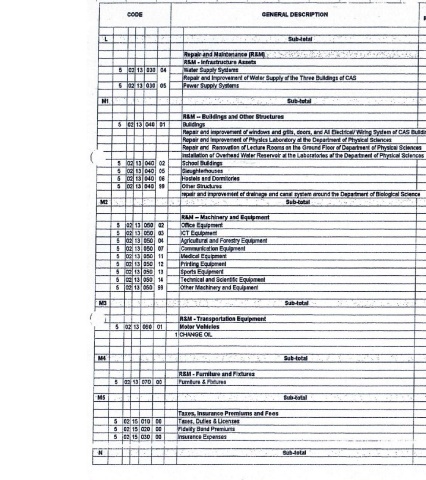 CODE GENERAL DESCRIPTION
L Sub-total
Repair and Maintenance (R&M)
R&M - Infrastructure Assets
5 02 13 030 04 Water Supply Systems
Repair and Improvement of Water Supply of the Three Buildings of CAS
5 02 13 030 05 Power Supply Systems
M1 Sub-total
R&M -- Buildings and Other Structures
5 02 13 040 01 Buildings
Repair and improvement of windows and grills, doors, and All Electrical/ Wiring System of CAS Buildi
Repair and Improvement of Physics Laboratory at the Department of Physical Sciences
Repair and Renovation of Lecture Rooms on the Ground Floor of Department of Physical Sciences
Installation of Overhead Water Reservoir at the Laboratories of the Department of Physical Sciences
5 02 13 040 02 School Buildings
5 02 13 040 05 Slaughterhouses
5 02 13 040 06 Hostels and Dormitories
5 02 13 040 99 Other Structures
repair and improvement of drainage and canal system around the Department of Biological Science
M2 Sub-total
R&M -- Machinery and Equipment
5 02 13 050 02 Office Equipment
5 02 13 050 03 ICT Equipment
5 02 13 050 04 Agricultural and Forestry Equipment
5 02 13 050 07 Communication Equipment
5 02 13 050 11 Medical Equipment
5 02 13 050 12 Printing Equipment
5 02 13 050 13 Sports Equipment
5 02 13 050 14 Technical and Scientific Equipment
5 02 13 050 99 Other Machinery and Equipment
M3 Sub-total
R&M - Transportation Equipment
5 02 13 060 01 Motor Vehicles
1 CHANGE OIL
M4 Sub-total
R&M - Furniture and Fixtures
5 02 13 070 00 Furniture & Fixtures
M5 Sub-total
Taxes, Insurance Premiums and Fees
5 02 15 010 00 Taxes, Duties & Licenses
5 02 15 020 00 Fidelity Bond Premiums
5 02 15 030 00 Insurance Expenses
N Sub-total